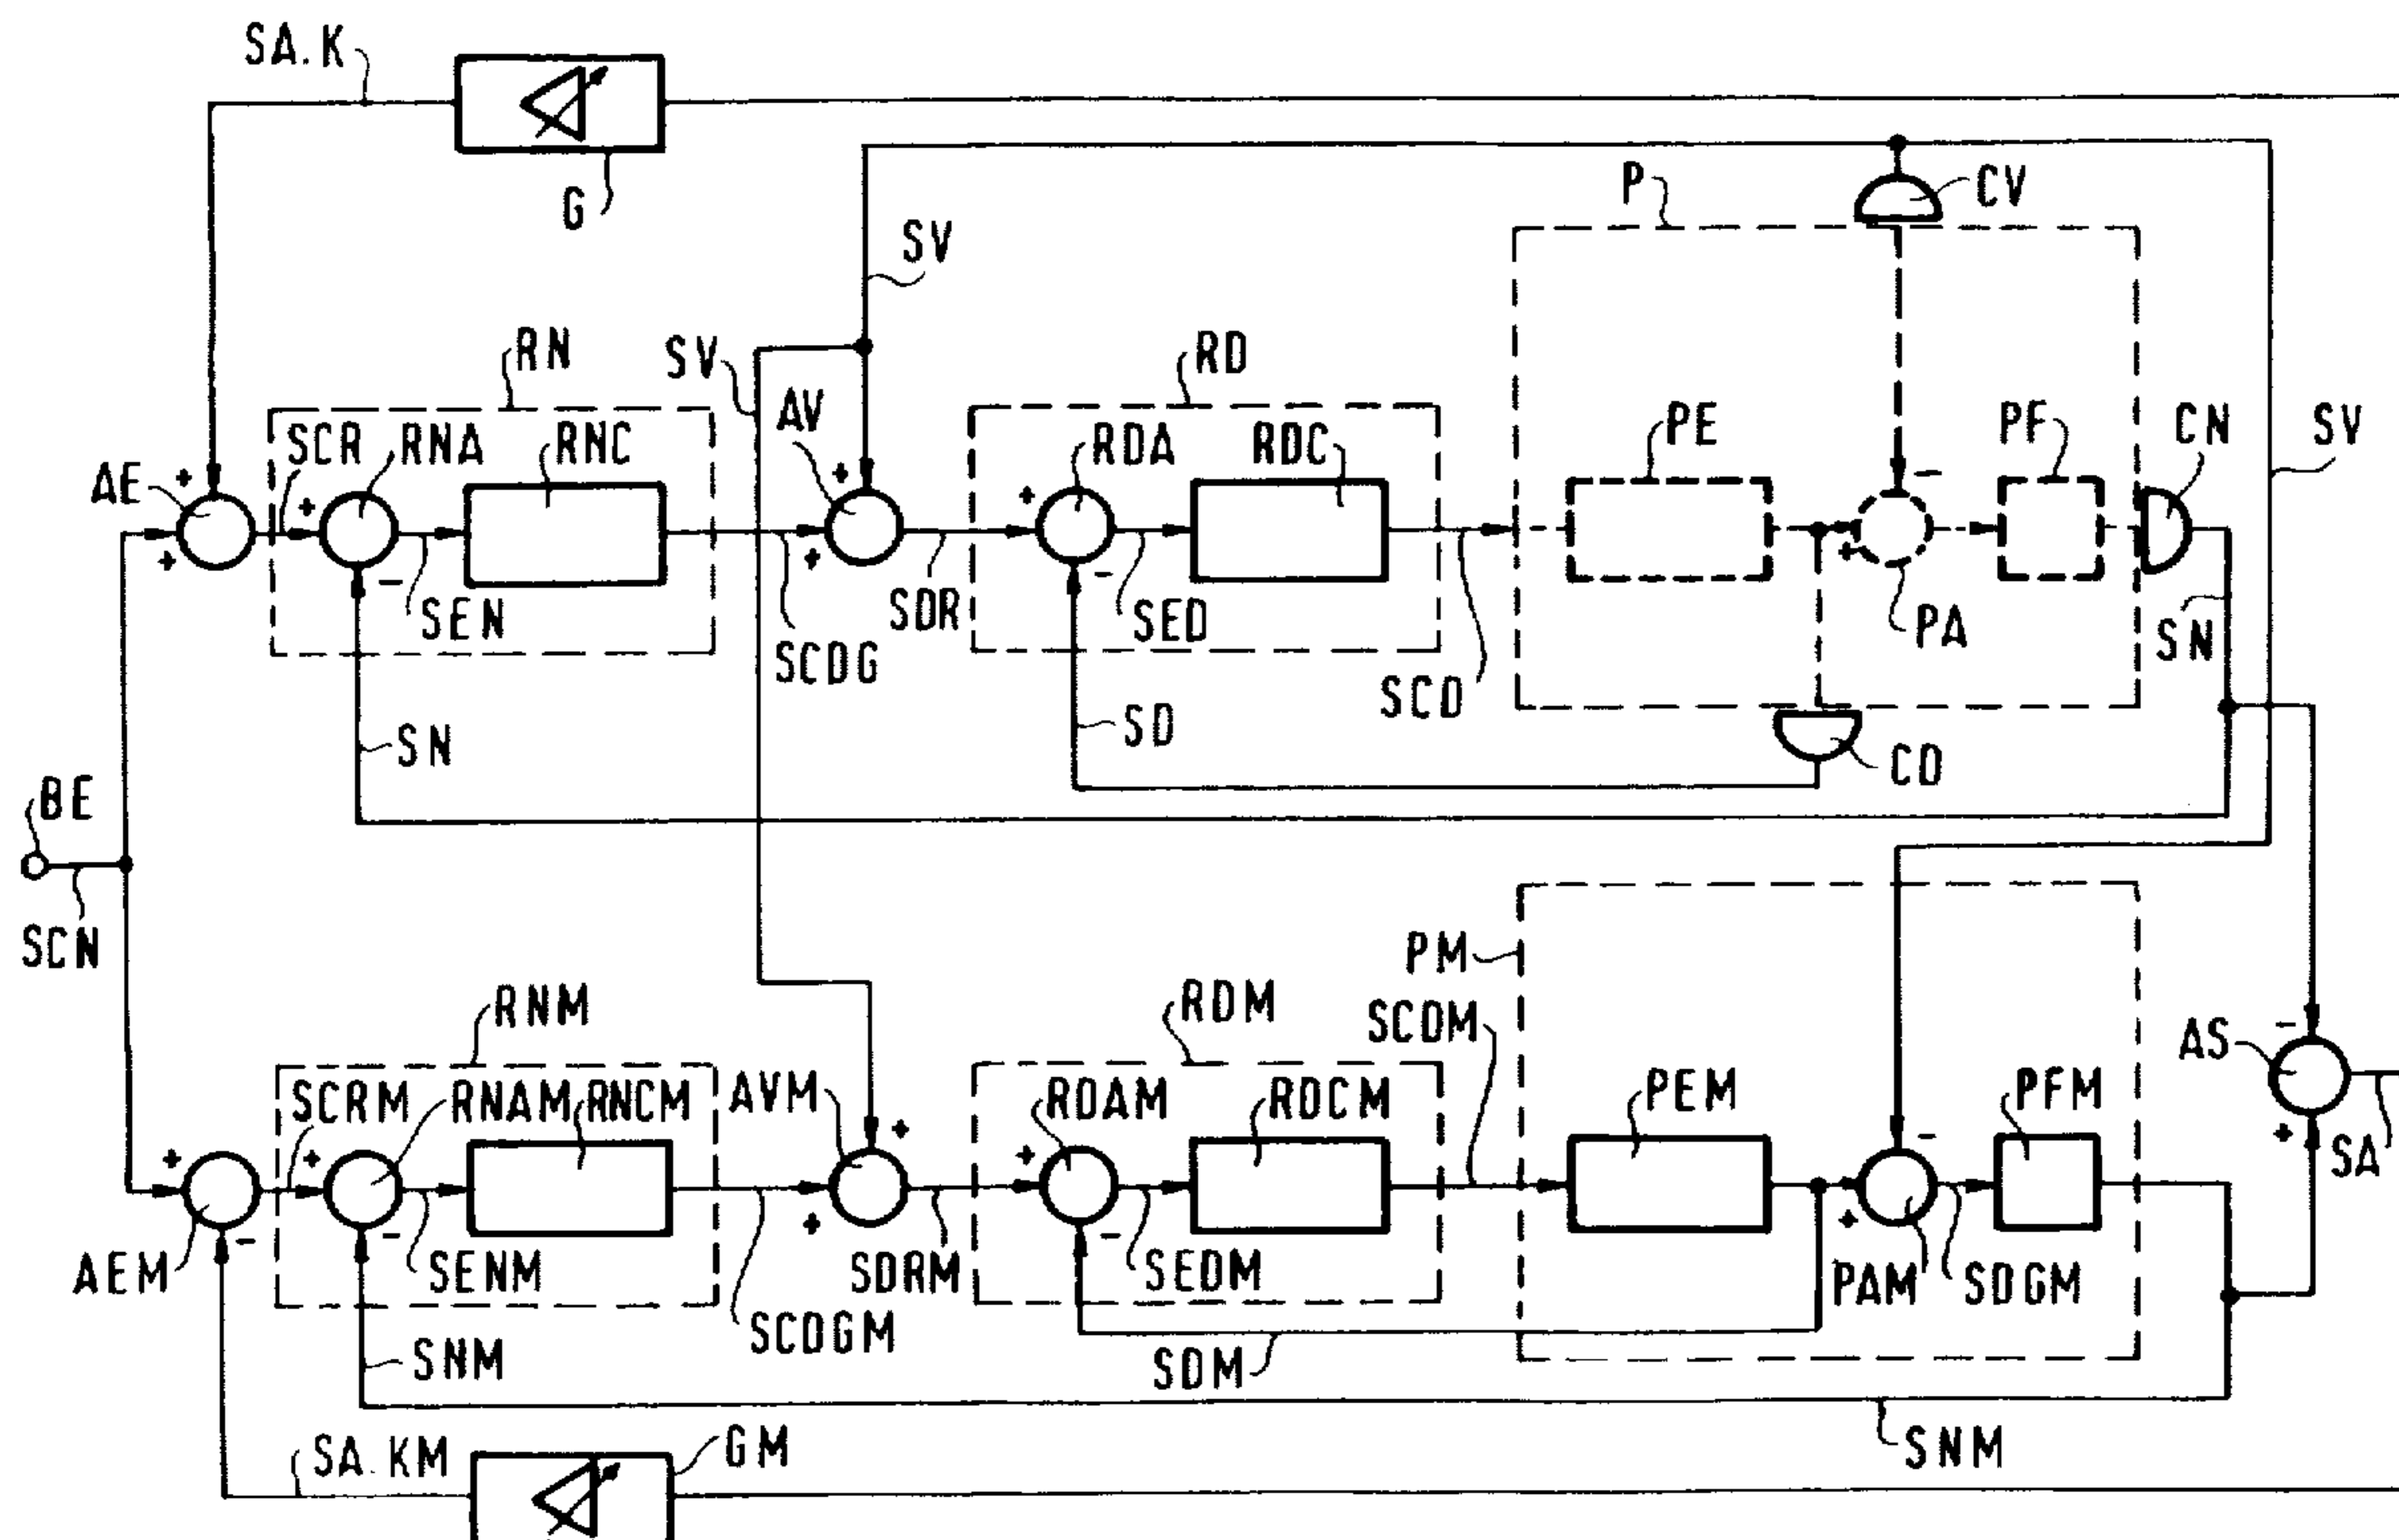 SA.K
G
P
CV
SV
RN
SV
RD
AV
SCR
RNA
RNC
RDA
RDC
PE
PF
CN
SV
AE
+
+
+
-
+
+
+
-
-
+
SEN
SCDG
SDR
SED
SCD
PA
SN
SN
SD
CD
BE
SCN
PM
RNM
RDM
SCDM
AS
-
+
SA
SCRM
RNAM
RNCM
AVM
RDAM
RDCM
PEM
PFM
+
-
+
-
+
+
+
-
-
+
AEM
SENM
SDRM
SEDM
PAM
SDGM
SCDGM
SNM
SDM
SA.KM
GM
SNM